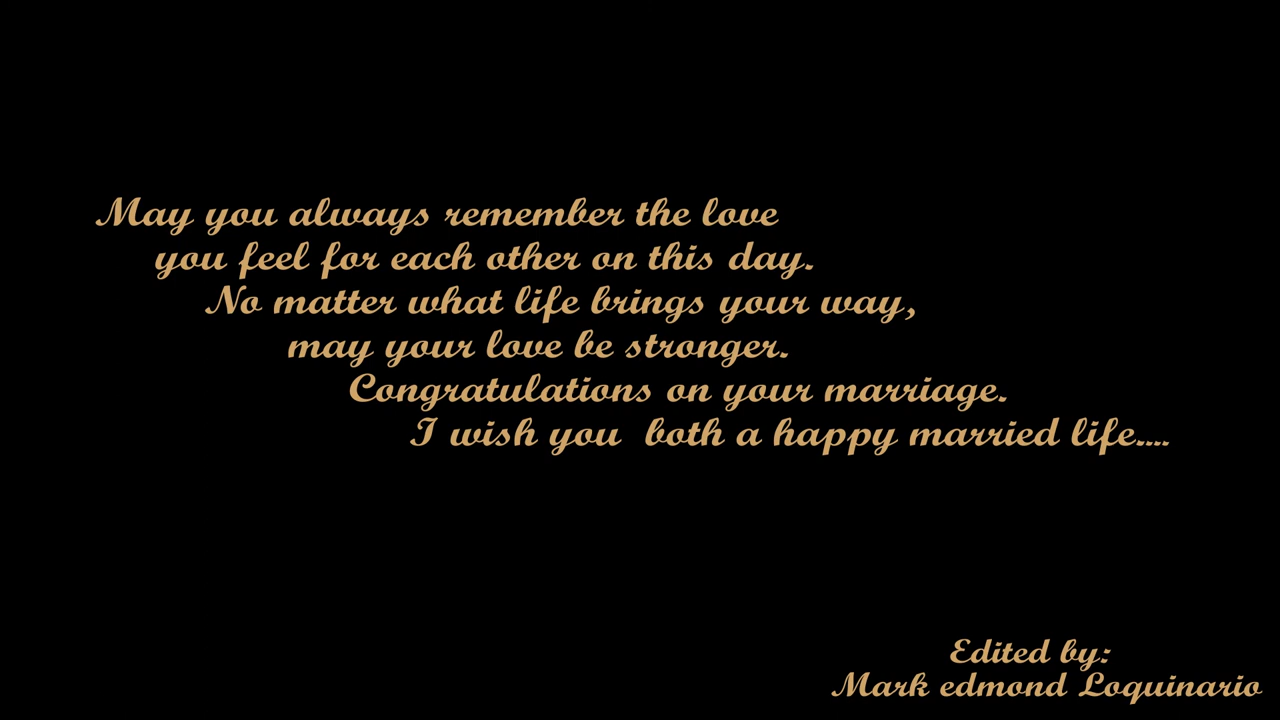 May you always remember the love
you feel for each other on this day.
No matter what life brings your way,
may your love be stronger.
Congratulations on your marriage.
I wish you  both a happy married life....
Edited by:
Mark edmond Loquinario